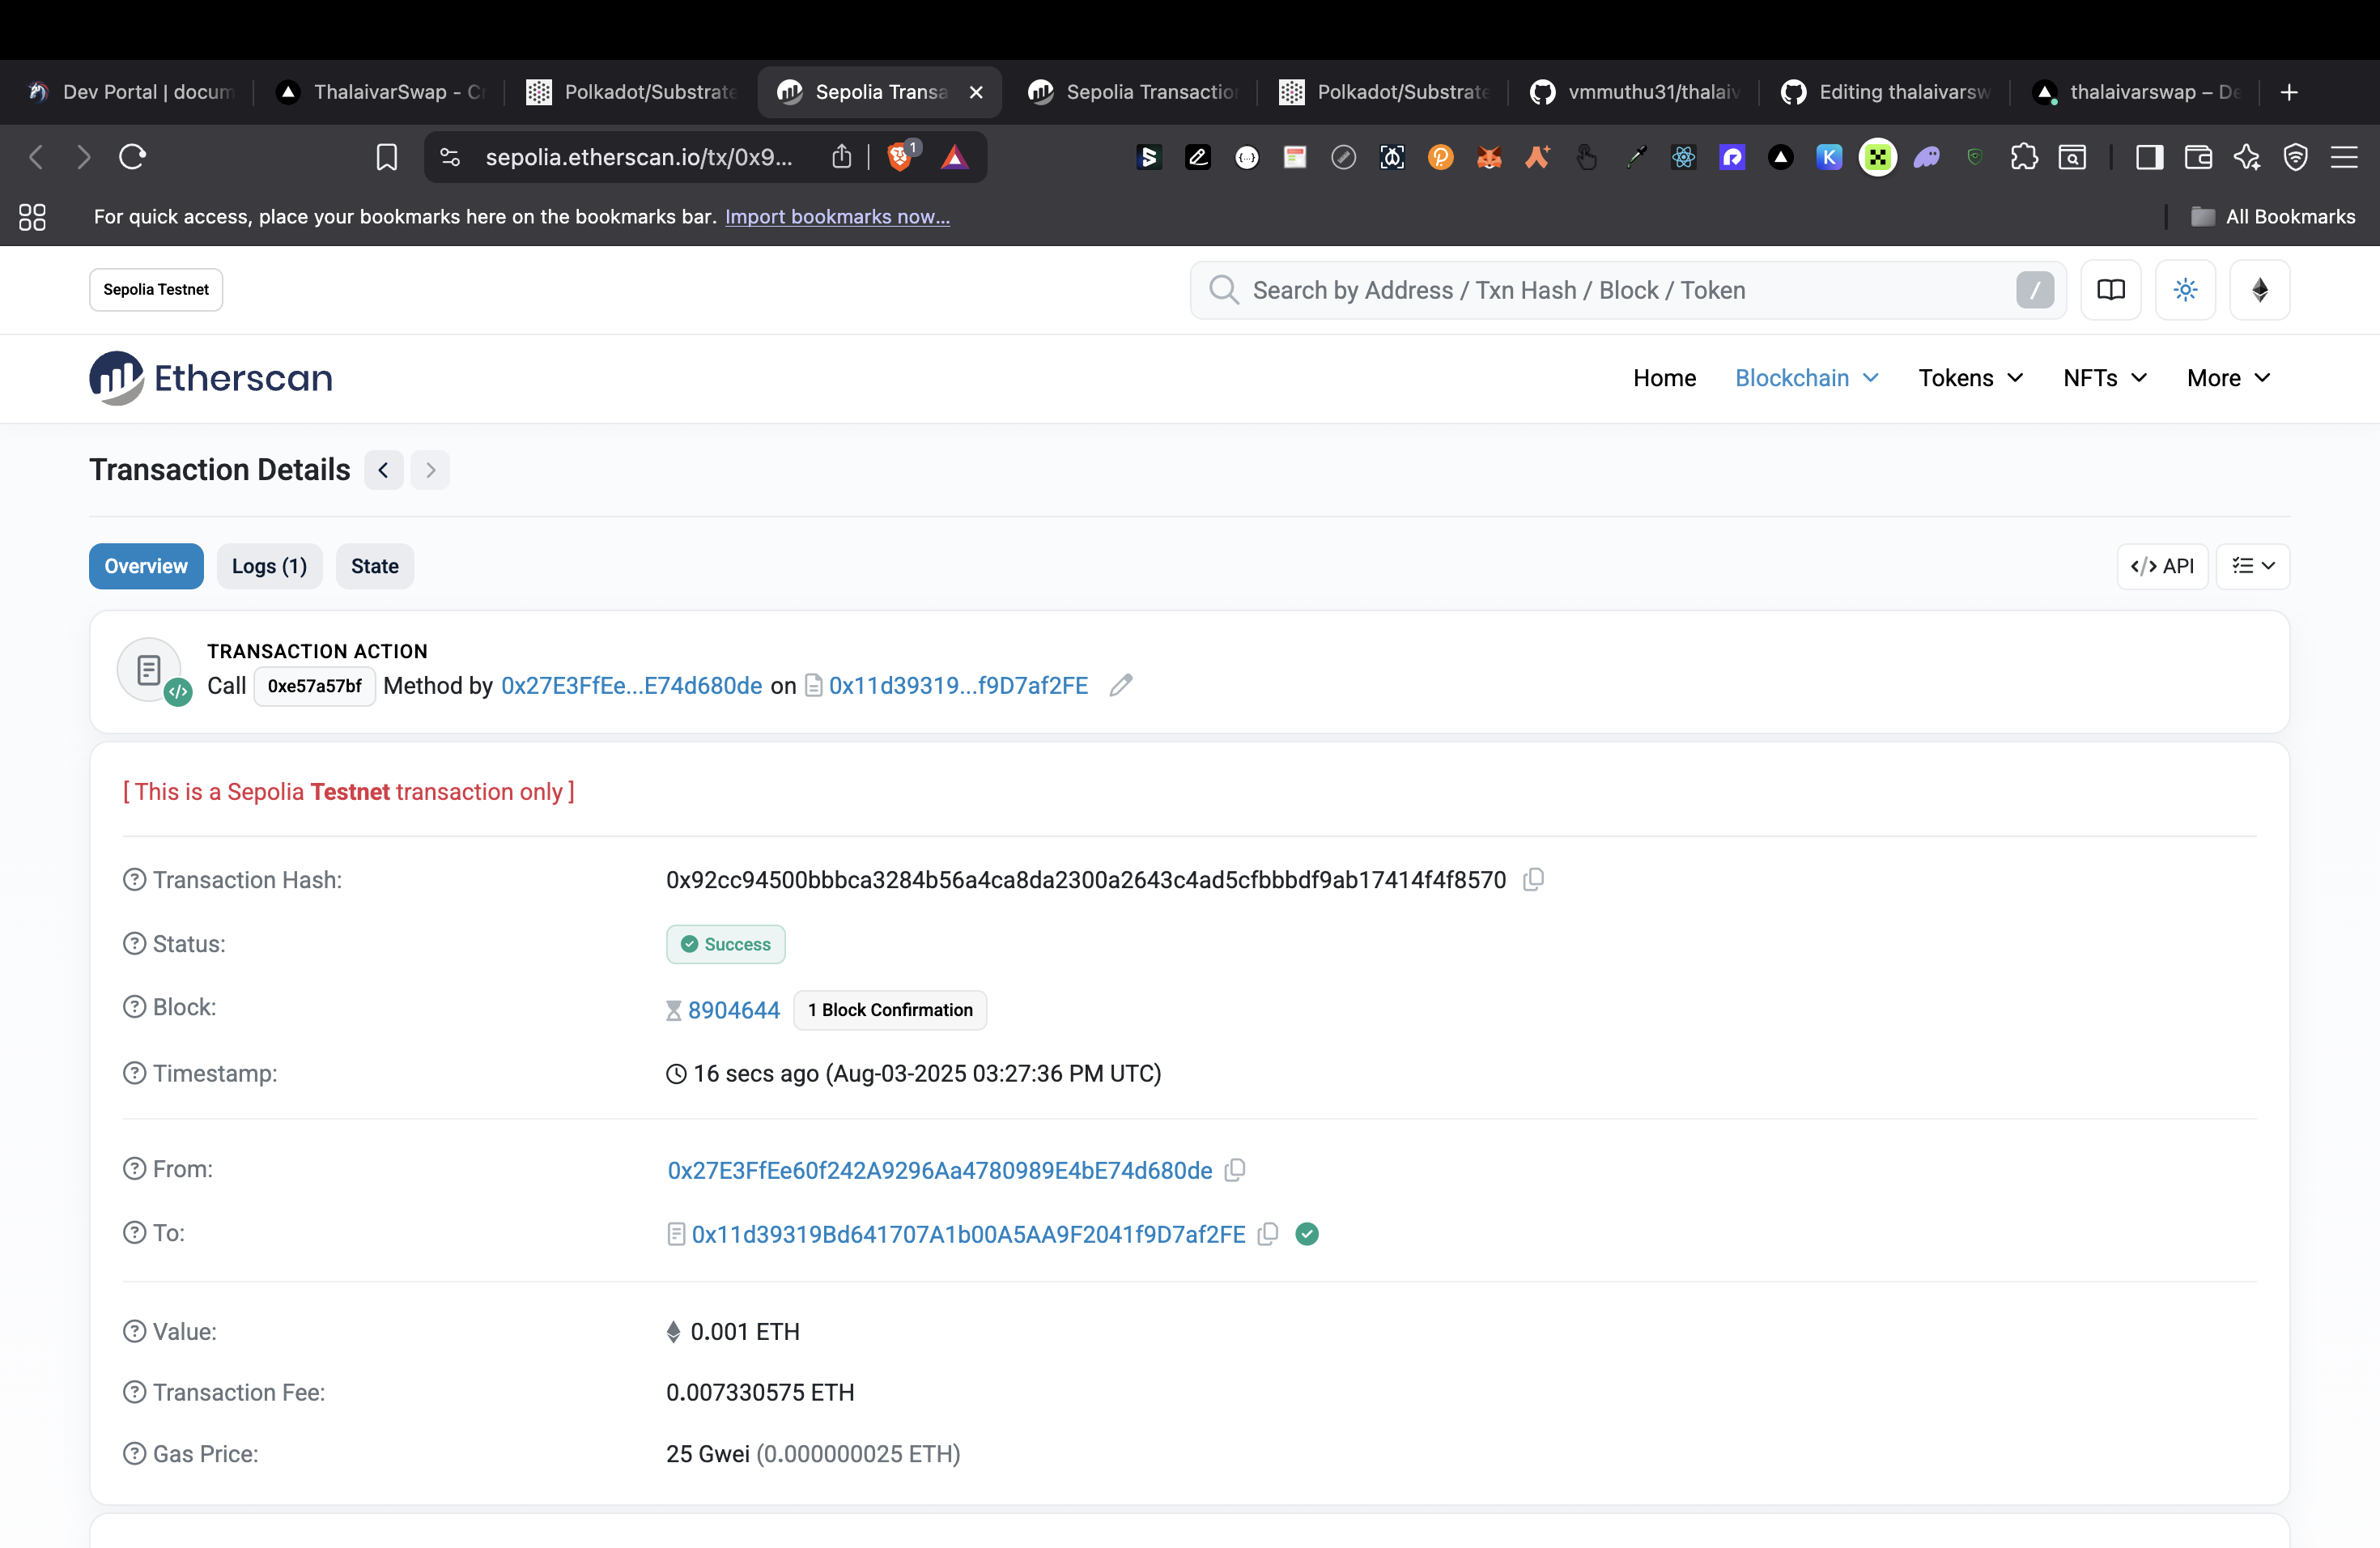 Dev Portal | docum
ThalaivarSwap - Cr
Polkadot/Substrate
Sepolia Transa
Sepolia Transaction
Polkadot/Substrate
vmmuthu31/thalaiv
Editing thalaivarsw
thalaivarswap – De
sepolia.etherscan.io/tx/0x9...
1
For quick access, place your bookmarks here on the bookmarks bar. Import bookmarks now...
All Bookmarks
Sepolia Testnet
Search by Address / Txn Hash / Block / Token
/
Etherscan
Home
Blockchain
Tokens
NFTs
More
Transaction Details
Overview
Logs (1)
State
</> API
TRANSACTION ACTION
Call 0xe57a57bf Method by 0x27E3FfEe...E74d680de on 0x11d39319...f9D7af2FE
[ This is a Sepolia Testnet transaction only ]
Transaction Hash: 0x92cc94500bbbca3284b56a4ca8da2300a2643c4ad5cfbbbdf9ab17414f4f8570
Status: Success
Block: 8904644 1 Block Confirmation
Timestamp: 16 secs ago (Aug-03-2025 03:27:36 PM UTC)
From: 0x27E3FfEe60f242A9296Aa4780989E4bE74d680de
To: 0x11d39319Bd641707A1b00A5AA9F2041f9D7af2FE
Value: 0.001 ETH
Transaction Fee: 0.007330575 ETH
Gas Price: 25 Gwei (0.000000025 ETH)